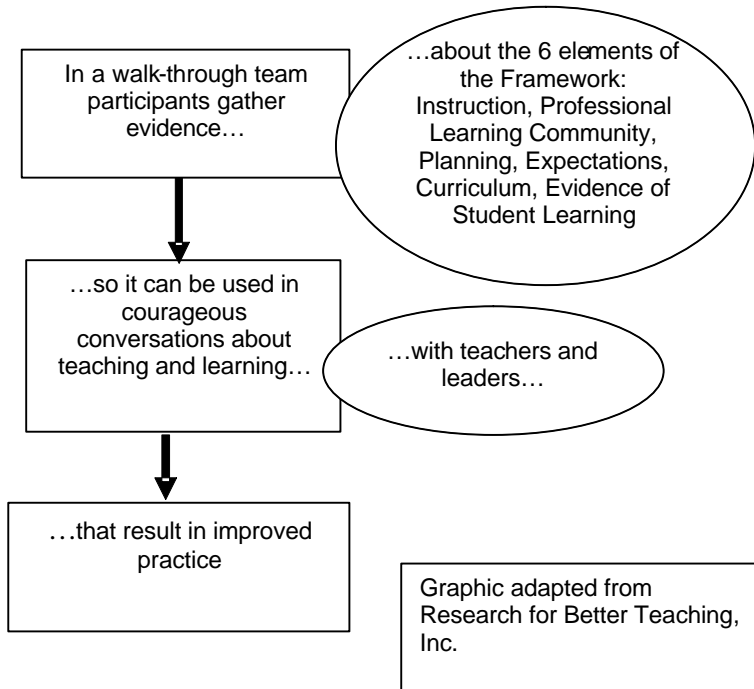 In a walk-through team
participants gather
evidence…
…about the 6 elements of
the Framework:
Instruction, Professional
Learning Community,
Planning, Expectations,
Curriculum, Evidence of
Student Learning
…so it can be used in
courageous
conversations about
teaching and learning…
…with teachers and
leaders…
…that result in improved
practice
Graphic adapted from
Research for Better Teaching,
Inc.